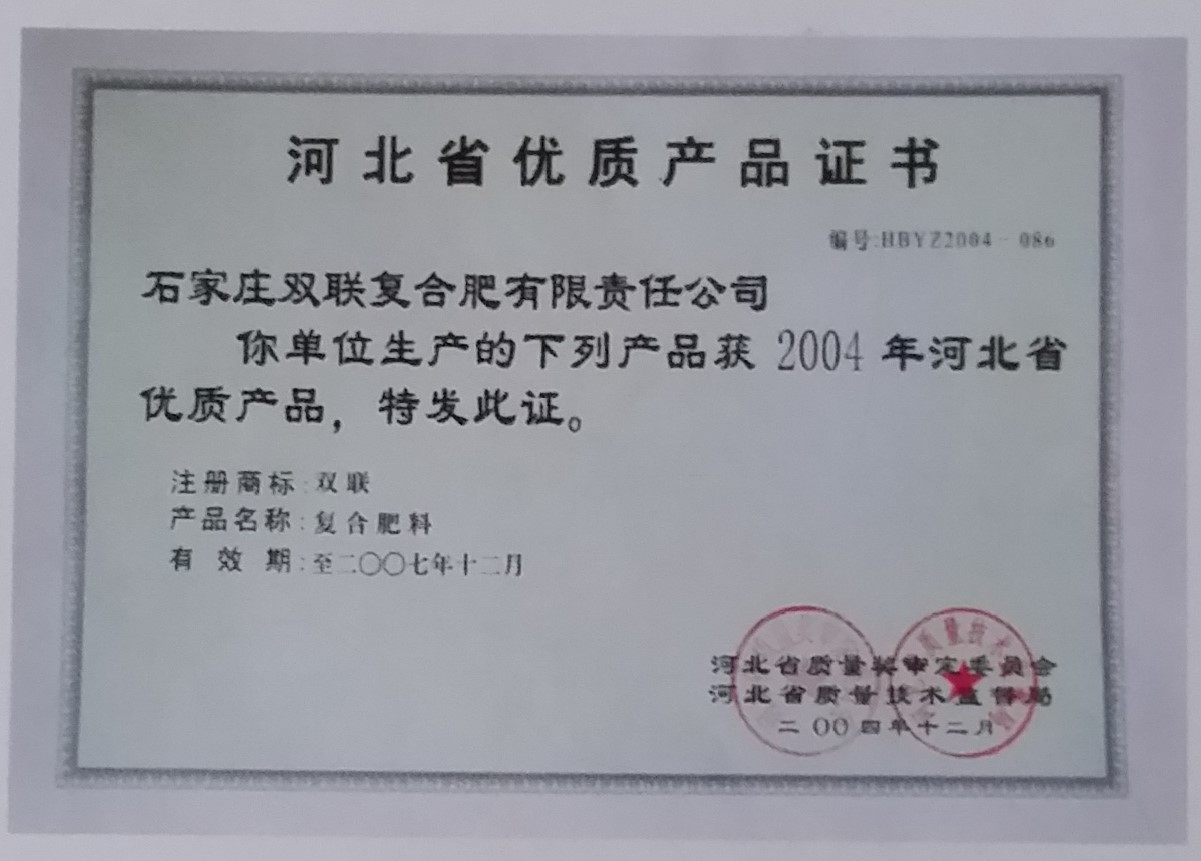 河北省优质产品证书
编号:HBYZ2004-086
石家庄双联复合肥有限责任公司
你单位生产的下列产品获 2004 年河北省
优质产品，特发此证。
注册商标:双联
产品名称:复合肥料
有效期:至二〇〇七年十二月
河北省质量奖审定委员会
河北省质量技术监督局
二〇〇四年十二月